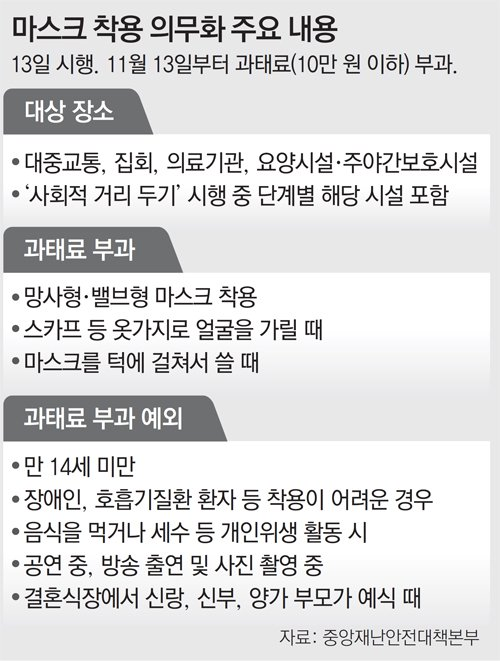 마스크 착용 의무화 주요 내용
13일 시행. 11월 13일부터 과태료(10만 원 이하) 부과.
대상 장소
•대중교통, 집회, 의료기관, 요양시설·주야간보호시설
•‘사회적 거리 두기’ 시행 중 단계별 해당 시설 포함
과태료 부과
•망사형·밸브형 마스크 착용
•스카프 등 옷가지로 얼굴을 가릴 때
•마스크를 턱에 걸쳐서 쓸 때
과태료 부과 예외
•만 14세 미만
•장애인, 호흡기질환 환자 등 착용이 어려운 경우
•음식을 먹거나 세수 등 개인위생 활동 시
•공연 중, 방송 출연 및 사진 촬영 중
•결혼식장에서 신랑, 신부, 양가 부모가 예식 때
자료: 중앙재난안전대책본부